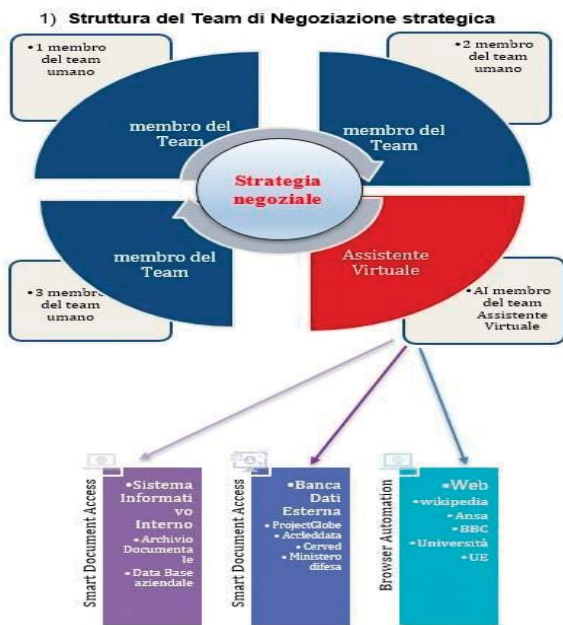 1) Struttura del Team di Negoziazione strategica
•1 membro
del team
umano
•2 membro
del team
umano
membro del
Team
membro del
Team
Strategia
negoziale
membro del
Team
Assistente
Virtuale
•3 membro
del team
umano
•AI membro
del team
Assistente
Virtuale
Smart Document Access
•Sistema
Informati
vo
Interno
•Archivio
Documenta
le
•Data Base
aziendale
Smart Document Access
•Banca
Dati
Esterna
•ProjectGlobe
•Accleddata
•Cerved
•Ministero
difesa
Browser Automation
•Web
•wikipedia
•Ansa
•BBC
•Università
•UE